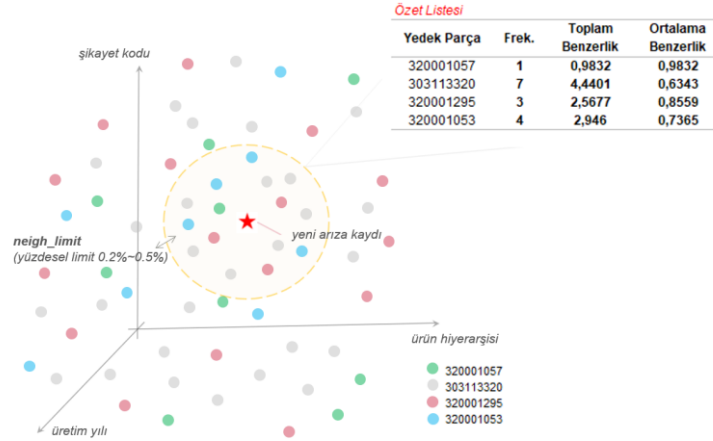 Özet Listesi
Yedek Parça Frek. Toplam Benzerlik Ortalama Benzerlik
320001057 1 0,9832 0,9832
303113320 7 4,4401 0,6343
320001295 3 2,5677 0,8559
320001053 4 2,946 0,7365
şikayet kodu
yeni arıza kaydı
neigh_limit
(yüzdesel limit 0.2%~0.5%)
ürün hiyerarşisi
üretim yılı
320001057
303113320
320001295
320001053